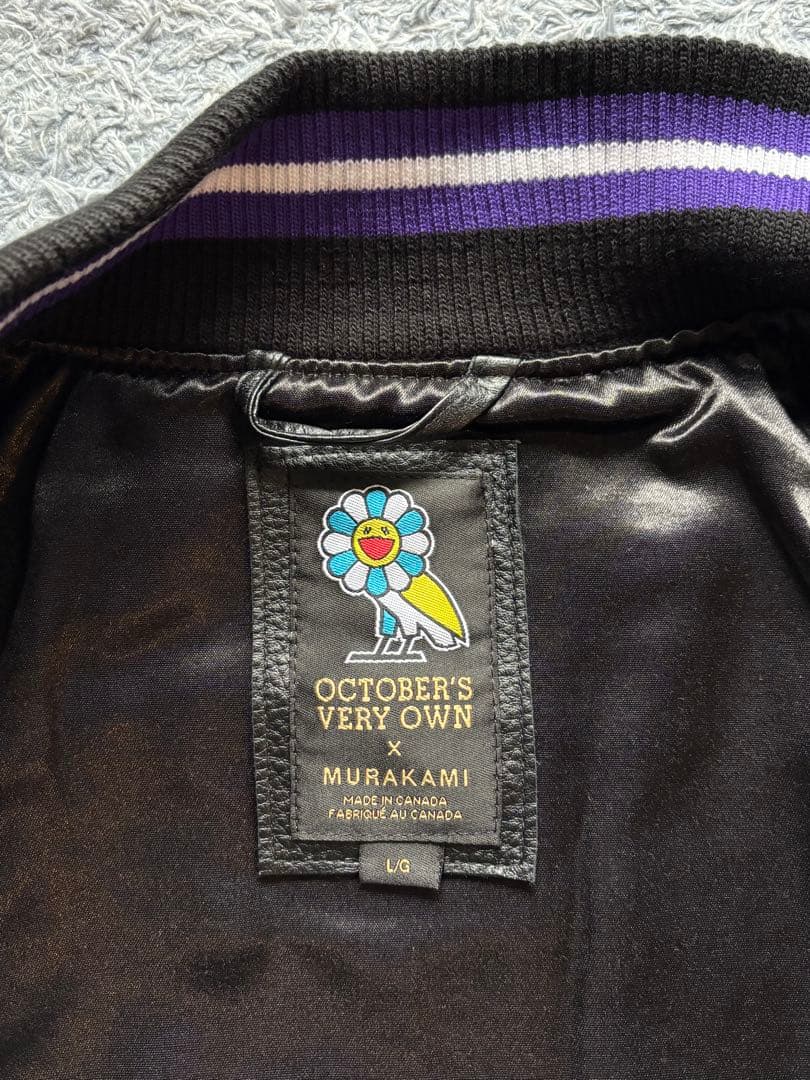 OCTOBER'S
VERY OWN
X
MURAKAMI
MADE IN CANADA
FABRIQUÉ AU CANADA
L/G